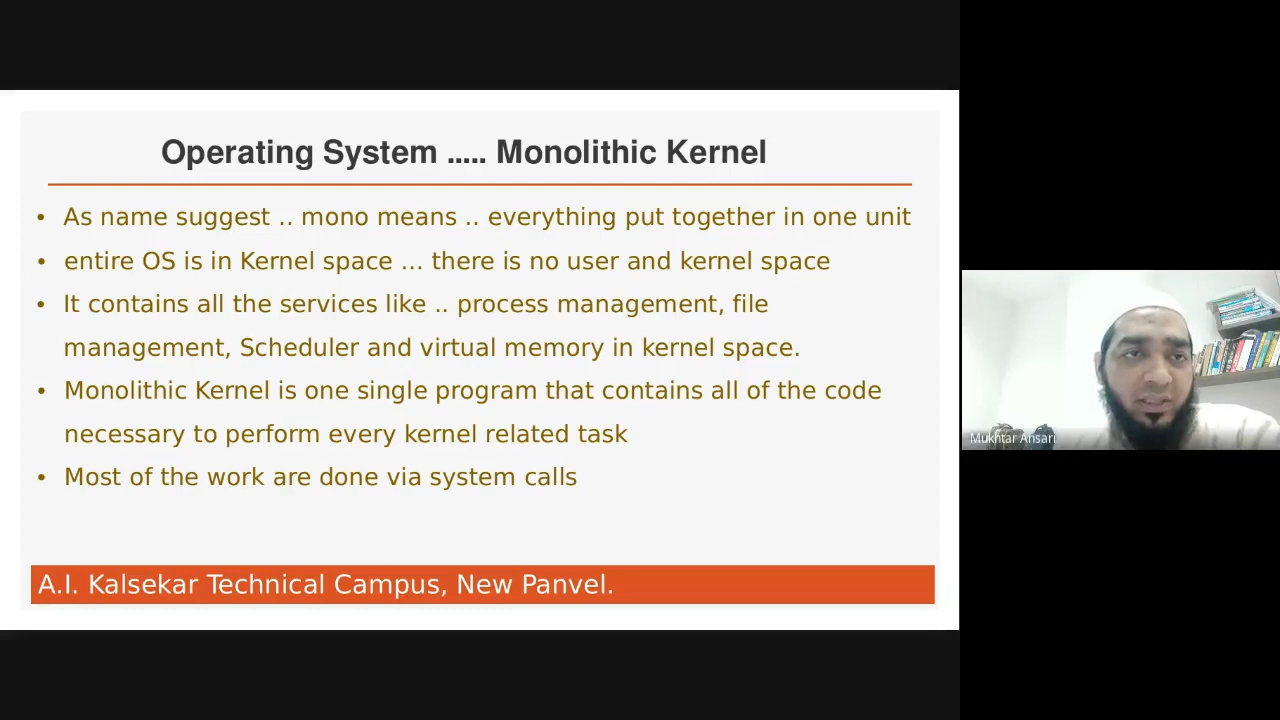 Operating System ..... Monolithic Kernel
• As name suggest .. mono means .. everything put together in one unit
• entire OS is in Kernel space ... there is no user and kernel space
• It contains all the services like .. process management, file
management, Scheduler and virtual memory in kernel space.
• Monolithic Kernel is one single program that contains all of the code
necessary to perform every kernel related task
• Most of the work are done via system calls
A.I. Kalsekar Technical Campus, New Panvel.
Mukhtar Ansari